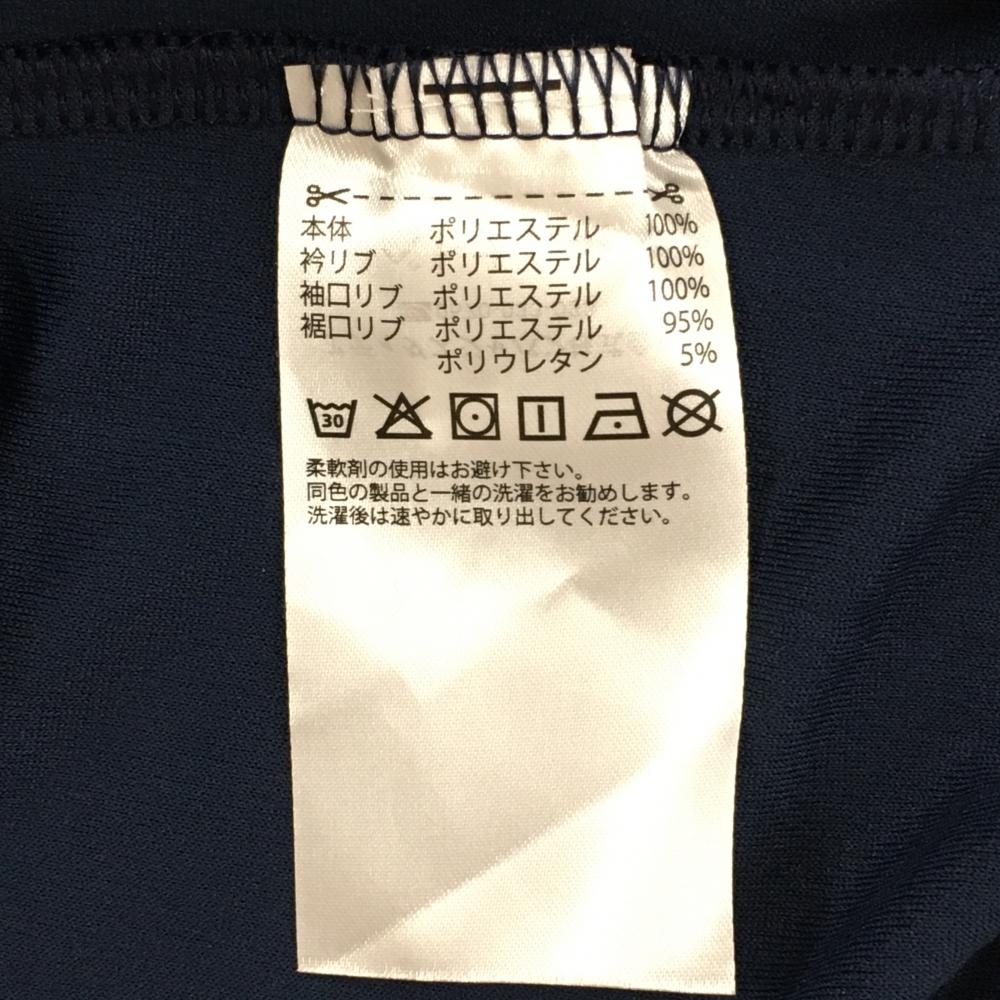 本体 ポリエステル 100%
衿リブ ポリエステル 100%
袖口リブ ポリエステル 100%
裾口リブ ポリエステル 95%
ポリウレタン 5%
30
柔軟剤の使用はお避け下さい。
同色の製品と一緒の洗濯をお勧めします。
洗濯後は速やかに取り出してください。